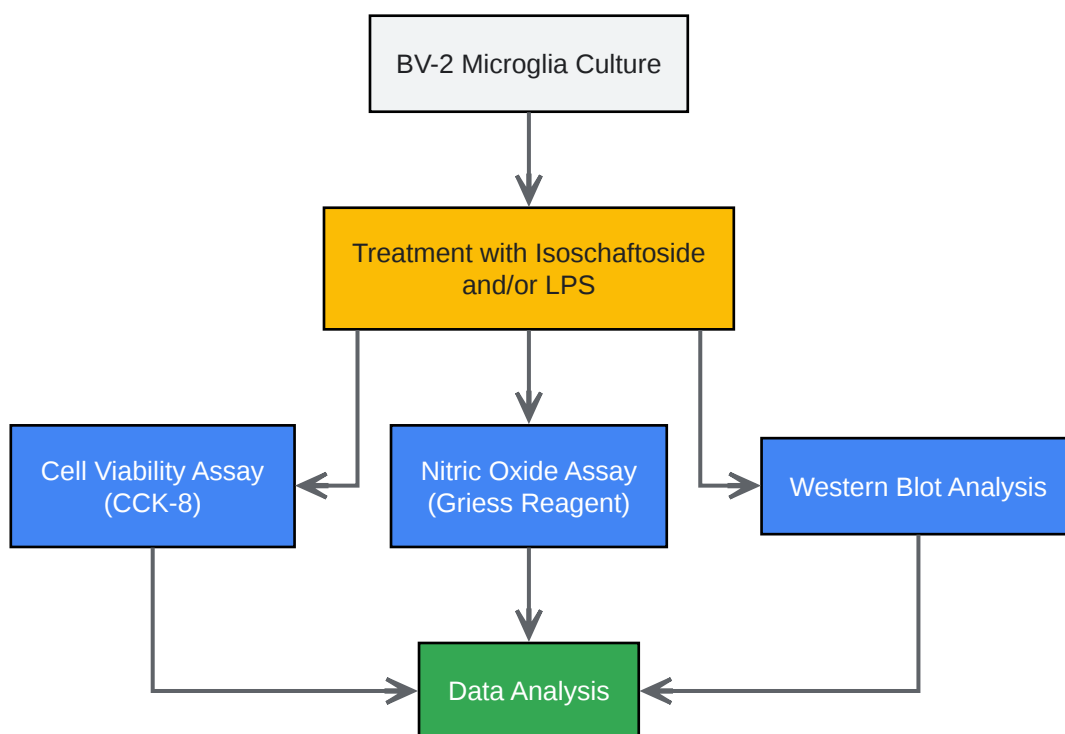 BV-2 Microglia Culture
Treatment with Isoschaftoside
and/or LPS
Cell Viability Assay
(CCK-8)
Nitric Oxide Assay
(Griess Reagent)
Western Blot Analysis
Data Analysis